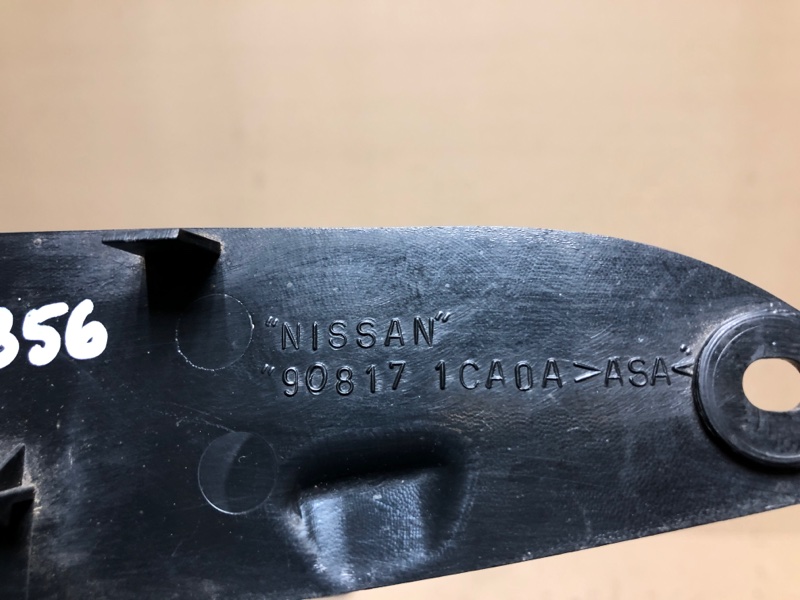 "NISSAN"
"90817 1CA0A >ASA<"
356